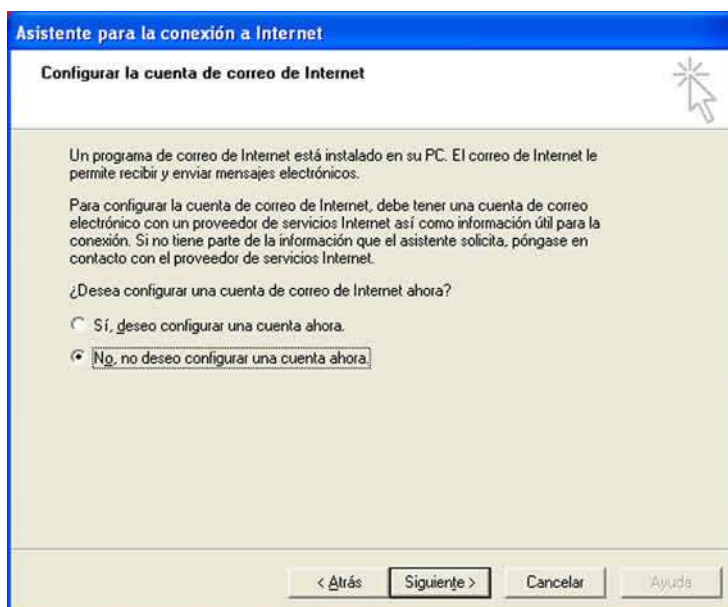 Asistente para la conexión a Internet
Configurar la cuenta de correo de Internet
Un programa de correo de Internet está instalado en su PC. El correo de Internet le
permite recibir y enviar mensajes electrónicos.
Para configurar la cuenta de correo de Internet, debe tener una cuenta de correo
electrónico con un proveedor de servicios Internet así como información útil para la
conexión. Si no tiene parte de la información que el asistente solicita, póngase en
contacto con el proveedor de servicios Internet.
¿Desea configurar una cuenta de correo de Internet ahora?
Sí, deseo configurar una cuenta ahora.
No, no deseo configurar una cuenta ahora.
< Atrás Siguiente > Cancelar Ayuda